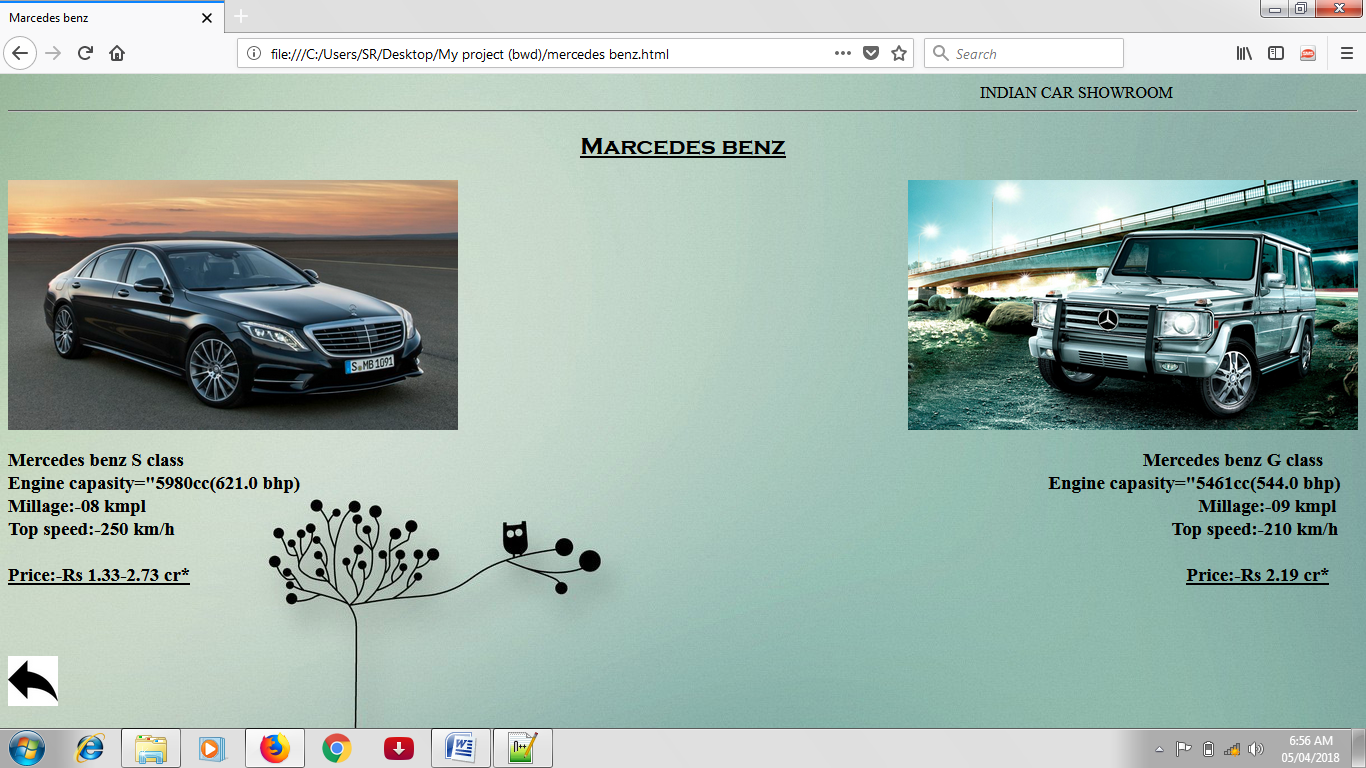 Marcedes benz
file:///C:/Users/SR/Desktop/My project (bwd)/mercedes benz.html
Search
INDIAN CAR SHOWROOM
Marcedes benz
S MB 1091
Mercedes benz S class
Engine capasity="5980cc(621.0 bhp)
Millage:-08 kmpl
Top speed:-250 km/h
Price:-Rs 1.33-2.73 cr*
Mercedes benz G class
Engine capasity="5461cc(544.0 bhp)
Millage:-09 kmpl
Top speed:-210 km/h
Price:-Rs 2.19 cr*
6:56 AM
05/04/2018